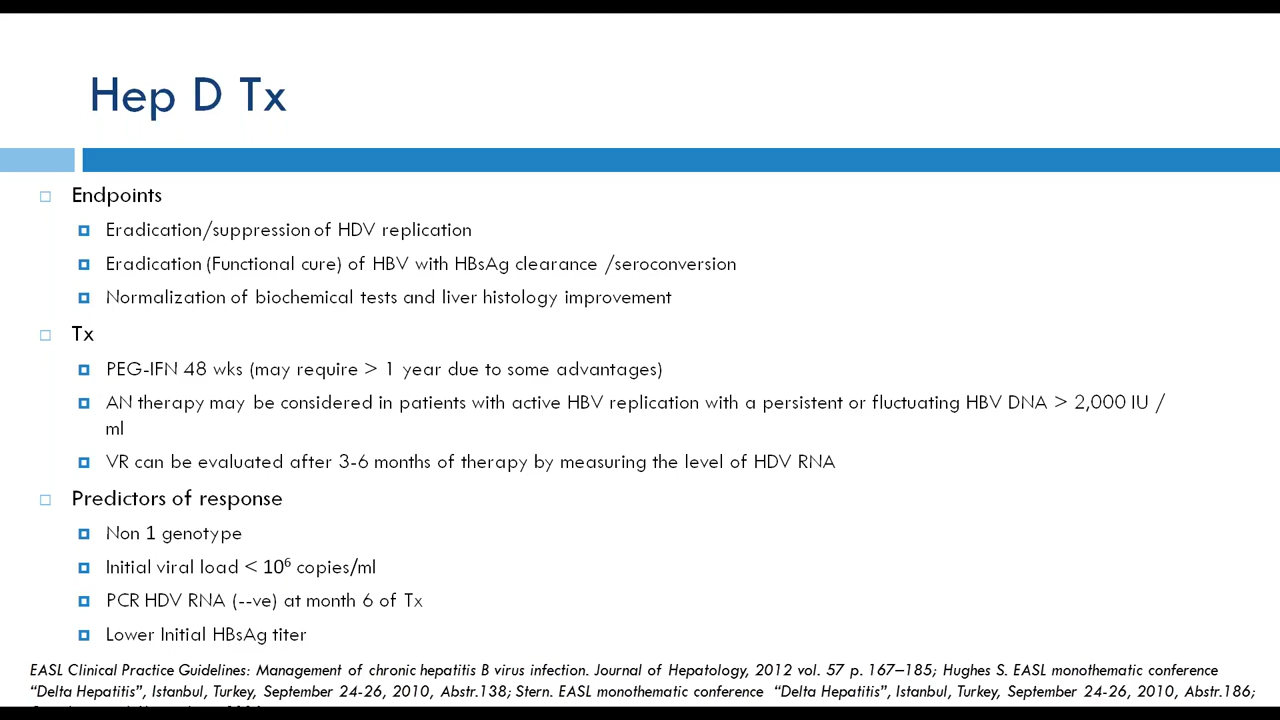 Hep D Tx
Endpoints
Eradication/suppression of HDV replication
Eradication (Functional cure) of HBV with HBsAg clearance /seroconversion
Normalization of biochemical tests and liver histology improvement
Tx
PEG-IFN 48 wks (may require > 1 year due to some advantages)
AN therapy may be considered in patients with active HBV replication with a persistent or fluctuating HBV DNA > 2,000 IU /
ml
VR can be evaluated after 3-6 months of therapy by measuring the level of HDV RNA
Predictors of response
Non 1 genotype
Initial viral load < 10⁶ copies/ml
PCR HDV RNA (--ve) at month 6 of Tx
Lower Initial HBsAg titer
EASL Clinical Practice Guidelines: Management of chronic hepatitis B virus infection. Journal of Hepatology, 2012 vol. 57 p. 167–185; Hughes S. EASL monothematic conference
“Delta Hepatitis”, Istanbul, Turkey, September 24-26, 2010, Abstr.138; Stern. EASL monothematic conference “Delta Hepatitis”, Istanbul, Turkey, September 24-26, 2010, Abstr.186;